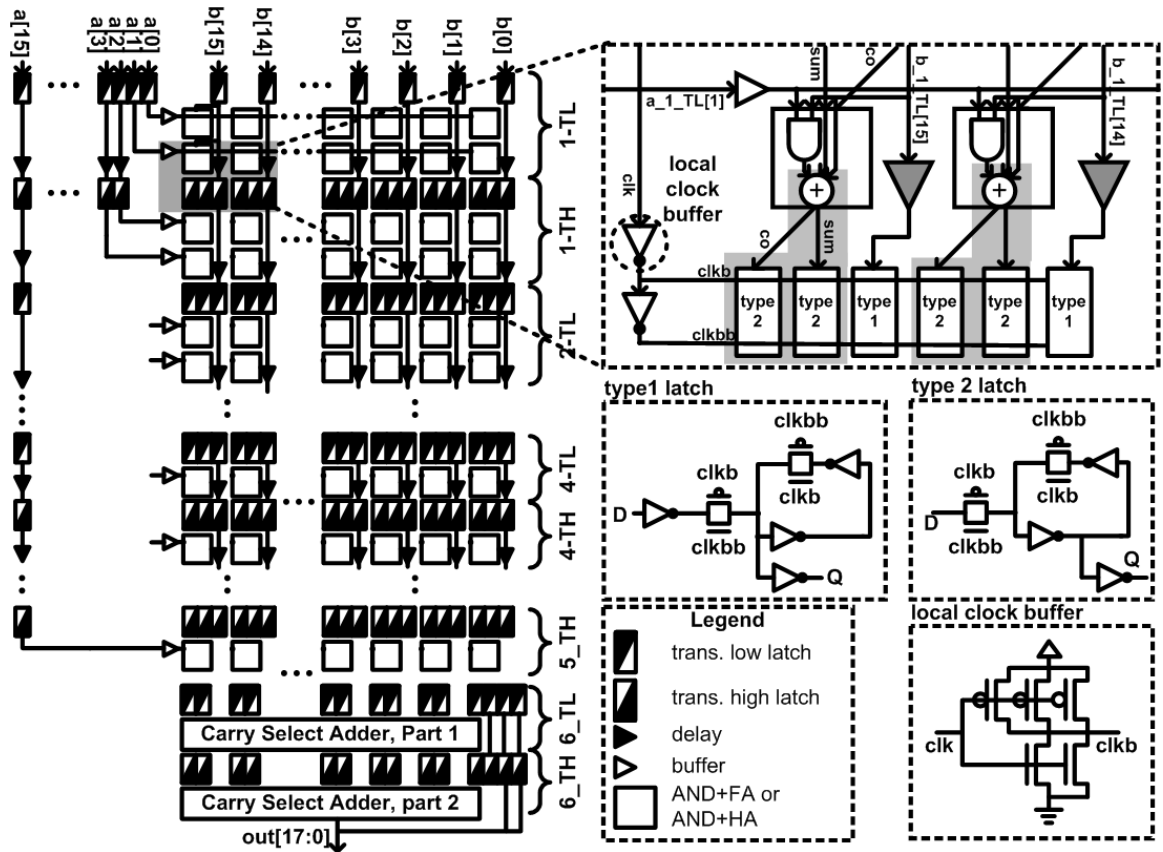 a[15]
a[3]
a[2]
a[1]
a[0]
b[15]
b[14]
b[3]
b[2]
b[1]
b[0]
1-TL
1-TH
2-TL
4-TL
4-TH
5_TH
6_TL
6_TH
Carry Select Adder, Part 1
Carry Select Adder, part 2
out[17:0]
a_1_TL[1]
sum
co
b_1_TL[15]
b_1_TL[14]
clk
local
clock
buffer
+
+
co
sum
clkb
clkbb
type
2
type
2
type
1
type
2
type
2
type
1
type1 latch
clkbb
clkb
clkb
D
clkbb
Q
type 2 latch
clkbb
clkb
clkb
D
clkbb
Q
Legend
trans. low latch
trans. high latch
delay
buffer
AND+FA or
AND+HA
local clock buffer
clk
clkb